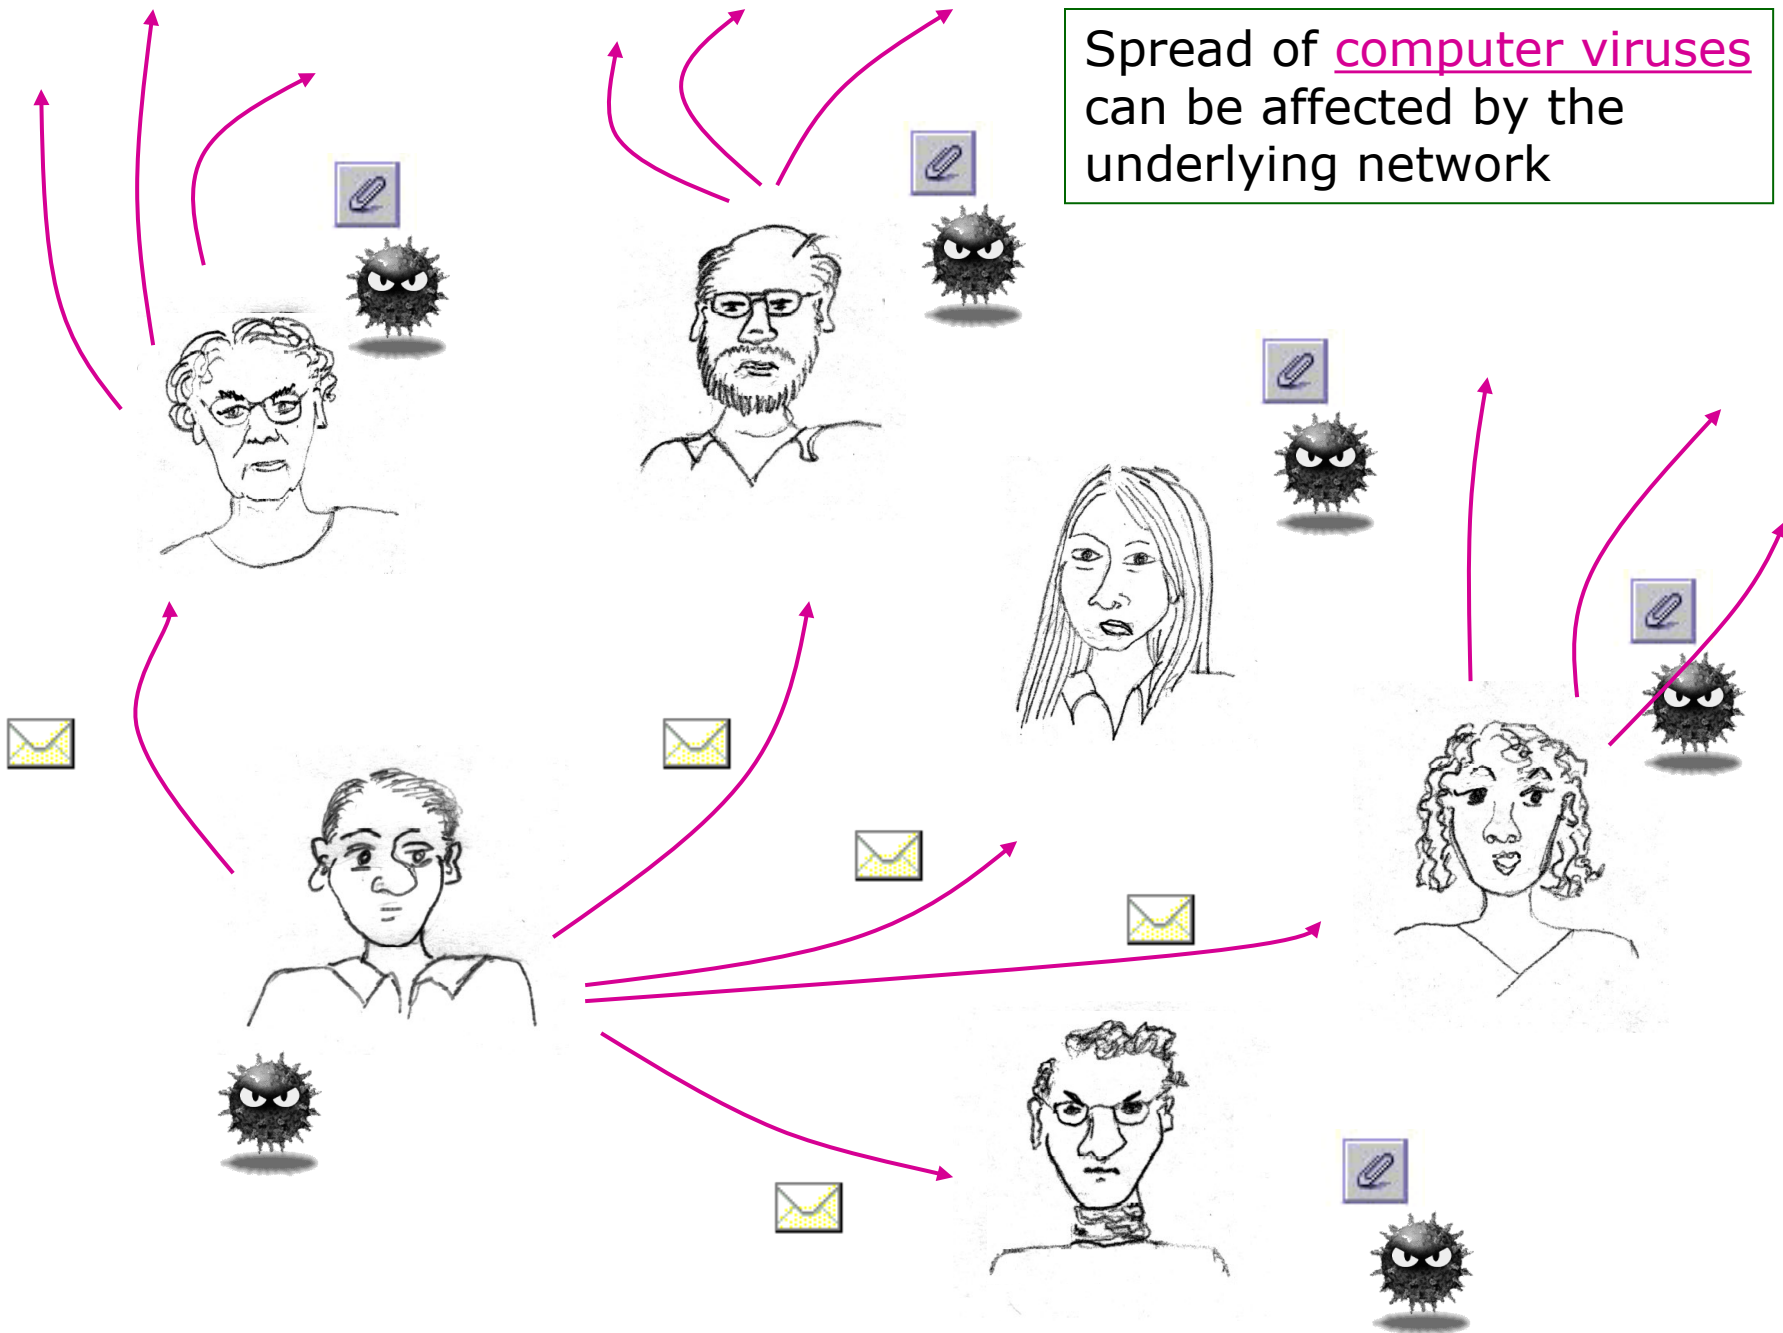 Spread of computer viruses
can be affected by the
underlying network